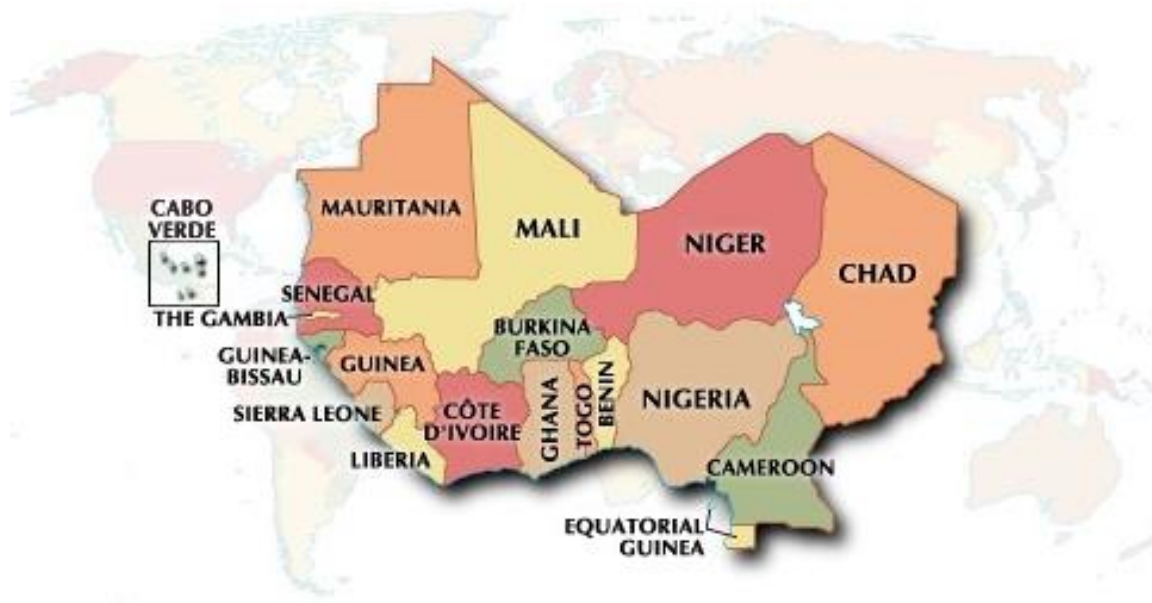 CABO
VERDE
MAURITANIA
MALI
NIGER
CHAD
SENEGAL
THE GAMBIA
GUINEA-
BISSAU
GUINEA
BURKINA
FASO
SIERRA LEONE
CÔTE
D'IVOIRE
GHANA
TOGO
BENIN
NIGERIA
LIBERIA
CAMEROON
EQUATORIAL
GUINEA